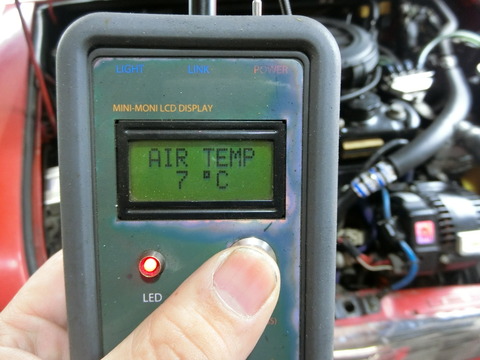 LIGHT LINK POWER
MINI-MONI LCD DISPLAY
AIR TEMP
7 °C
LED